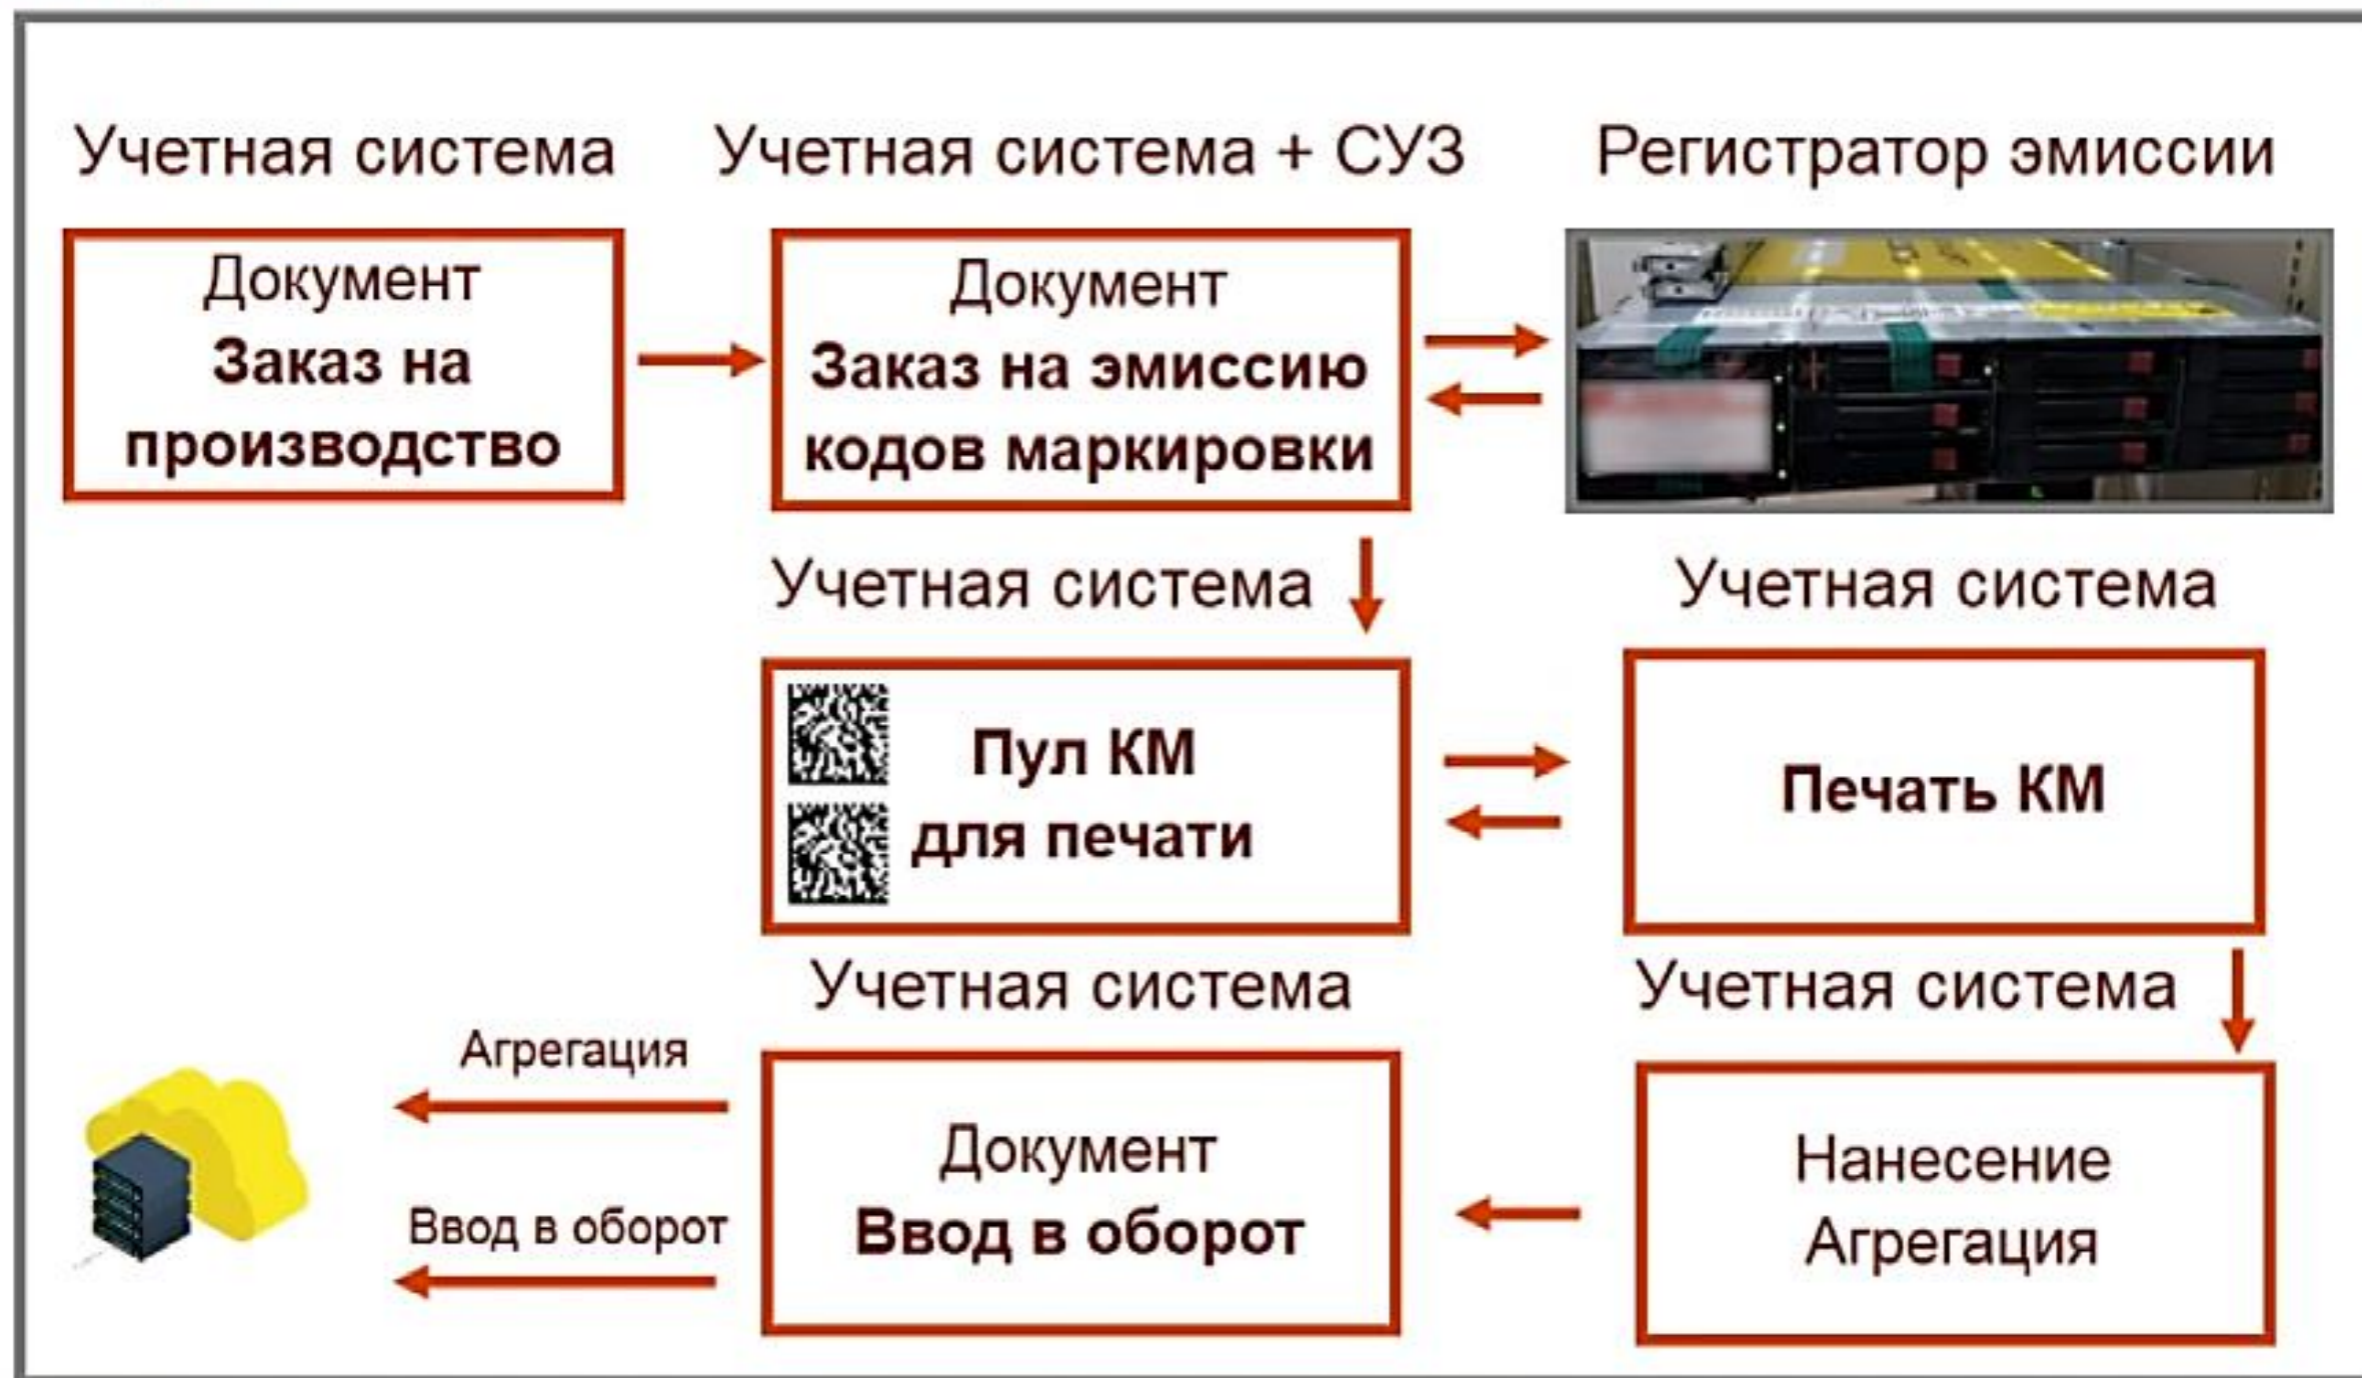 Учетная система
Учетная система + СУЗ
Регистратор эмиссии
Документ
Заказ на
производство
Документ
Заказ на эмиссию
кодов маркировки
Учетная система
Учетная система
Пул КМ
для печати
Печать КМ
Учетная система
Учетная система
Агрегация
Ввод в оборот
Документ
Ввод в оборот
Нанесение
Агрегация